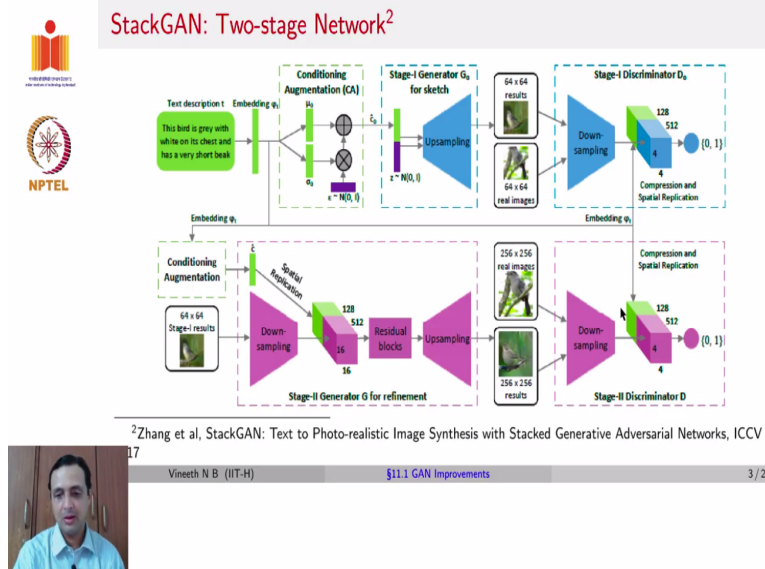 StackGAN: Two-stage Network2
NPTEL
Text description t
Embedding φt
Conditioning
Augmentation (CA)
Stage-I Generator G0
for sketch
64 x 64
results
Stage-I Discriminator D0
This bird is grey with
white on its chest and
has a very short beak
μ0
σ0
ε ~ N(0, I)
ĉ0
z ~ N(0, I)
Upsampling
64 x 64
real images
Down-
sampling
128
512
4
4
{0, 1}
Compression and
Spatial Replication
Embedding φt
Embedding φt
Conditioning
Augmentation
ĉ
Spatial
Replication
64 x 64
Stage-I results
Down-
sampling
128
512
16
16
Residual
blocks
Upsampling
Stage-II Generator G for refinement
256 x 256
real images
256 x 256
results
Down-
sampling
Compression and
Spatial Replication
128
512
4
4
{0, 1}
Stage-II Discriminator D
2Zhang et al, StackGAN: Text to Photo-realistic Image Synthesis with Stacked Generative Adversarial Networks, ICCV
17
Vineeth N B (IIT-H)
§11.1 GAN Improvements
3 / 2